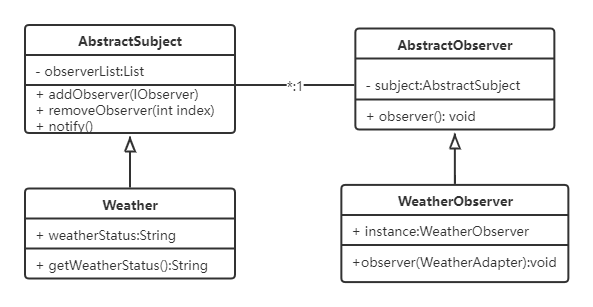 AbstractSubject
- observerList:List
+ addObserver(IObserver)
+ removeObserver(int index)
+ notify()
*:1
AbstractObserver
- subject:AbstractSubject
+ observer(): void
Weather
+ weatherStatus:String
+ getWeatherStatus():String
WeatherObserver
+ instance:WeatherObserver
+observer(WeatherAdapter):void